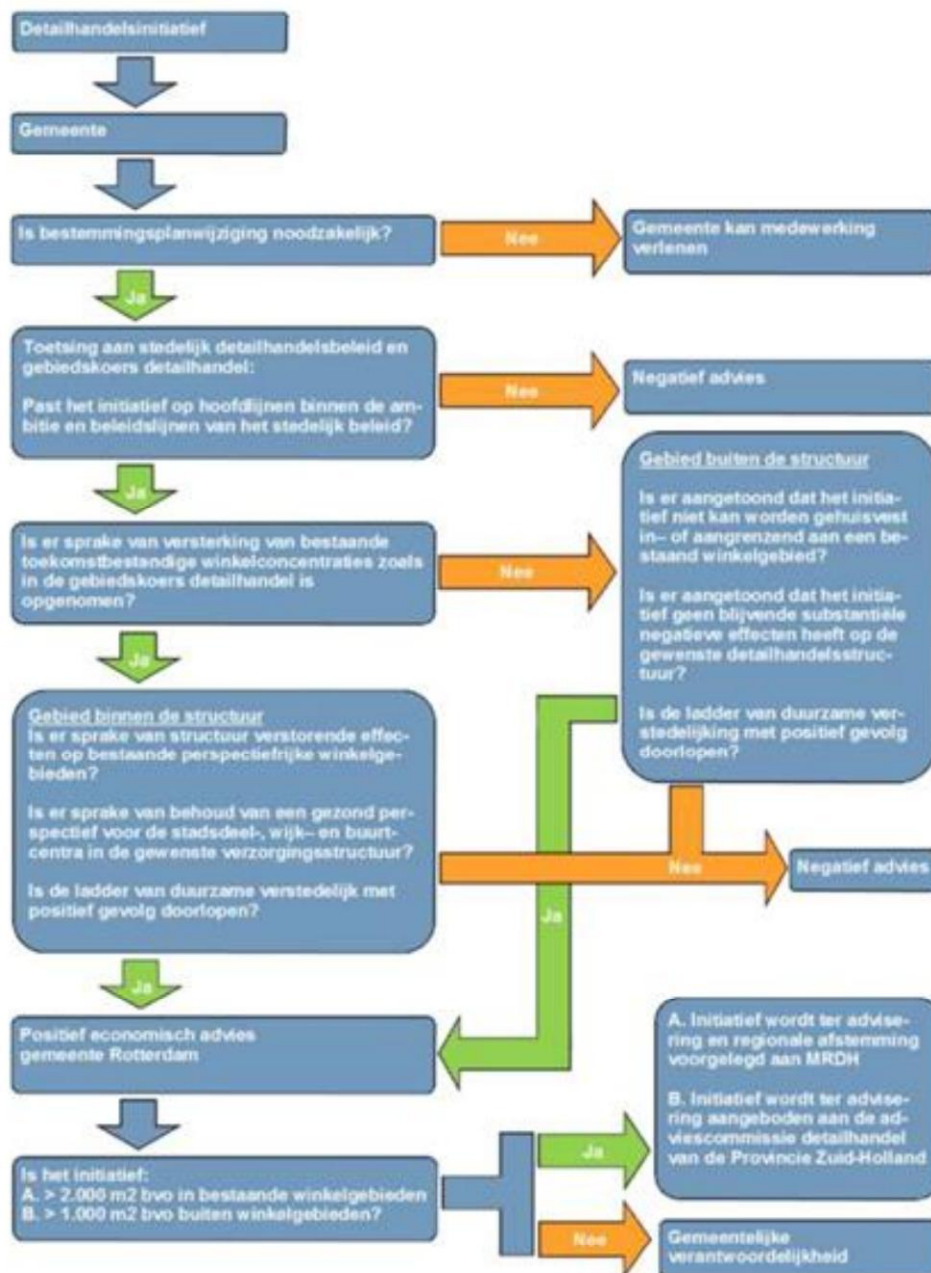 Detailhandelsinitiatief
Gemeente
Is bestemmingsplanwijziging noodzakelijk?
Nee
Gemeente kan medewerking
verlenen
Ja
Toetsing aan stedelijk detailhandelsbeleid en
gebiedskoers detailhandel:
Past het initiatief op hoofdlijnen binnen de am-
bitie en beleidslijnen van het stedelijk beleid?
Nee
Negatief advies
Ja
Is er sprake van versterking van bestaande
toekomstbestandige winkelconcentraties zoals
in de gebiedskoers detailhandel is
opgenomen?
Nee
Gebied buiten de structuur
Is er aangetoond dat het initia-
tief niet kan worden gehuisvest
in– of aangrenzend aan een be-
staand winkelgebied?
Is er aangetoond dat het initia-
tief geen blijvende substantiële
negatieve effecten heeft op de
gewenste detailhandelsstruc-
tuur?
Is de ladder van duurzame ver-
stedelijking met positief gevolg
doorlopen?
Ja
Gebied binnen de structuur
Is er sprake van structuur verstorende effec-
ten op bestaande perspectiefrijke winkelge-
bieden?
Is er sprake van behoud van een gezond per-
spectief voor de stadsdeel-, wijk– en buurt-
centra in de gewenste verzorgingsstructuur?
Is de ladder van duurzame verstedelijk met
positief gevolg doorlopen?
Nee
Negatief advies
Ja
Ja
Positief economisch advies
gemeente Rotterdam
Is het initiatief:
A. > 2.000 m2 bvo in bestaande winkelgebieden
B. > 1.000 m2 bvo buiten winkelgebieden?
Ja
A. Initiatief wordt ter advise-
ring en regionale afstemming
voorgelegd aan MRDH
B. Initiatief wordt ter advise-
ring aangeboden aan de ad-
viescommissie detailhandel
van de Provincie Zuid-Holland
Nee
Gemeentelijke
verantwoordelijkheid